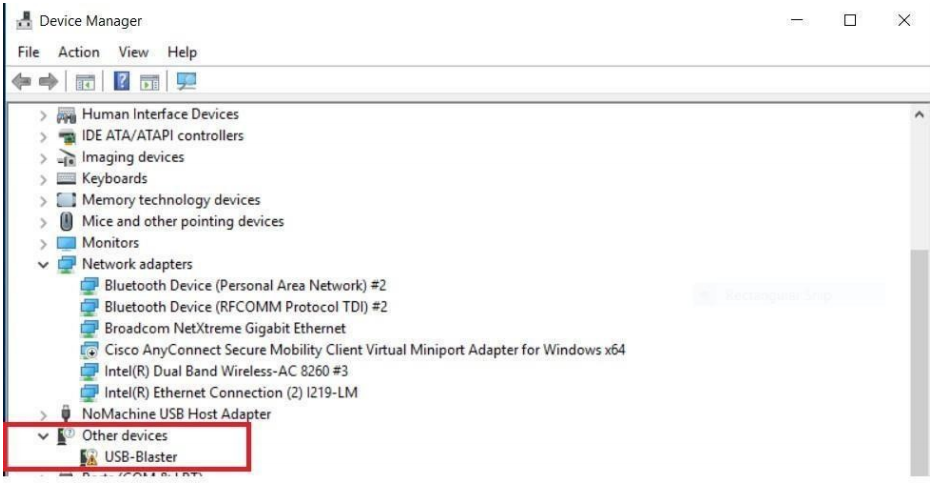 Device Manager
File Action View Help
Human Interface Devices
IDE ATA/ATAPI controllers
Imaging devices
Keyboards
Memory technology devices
Mice and other pointing devices
Monitors
Network adapters
Bluetooth Device (Personal Area Network) #2
Bluetooth Device (RFCOMM Protocol TDI) #2
Broadcom NetXtreme Gigabit Ethernet
Cisco AnyConnect Secure Mobility Client Virtual Miniport Adapter for Windows x64
Intel(R) Dual Band Wireless-AC 8260 #3
Intel(R) Ethernet Connection (2) I219-LM
NoMachine USB Host Adapter
Other devices
USB-Blaster
Ports (COM & LPT)